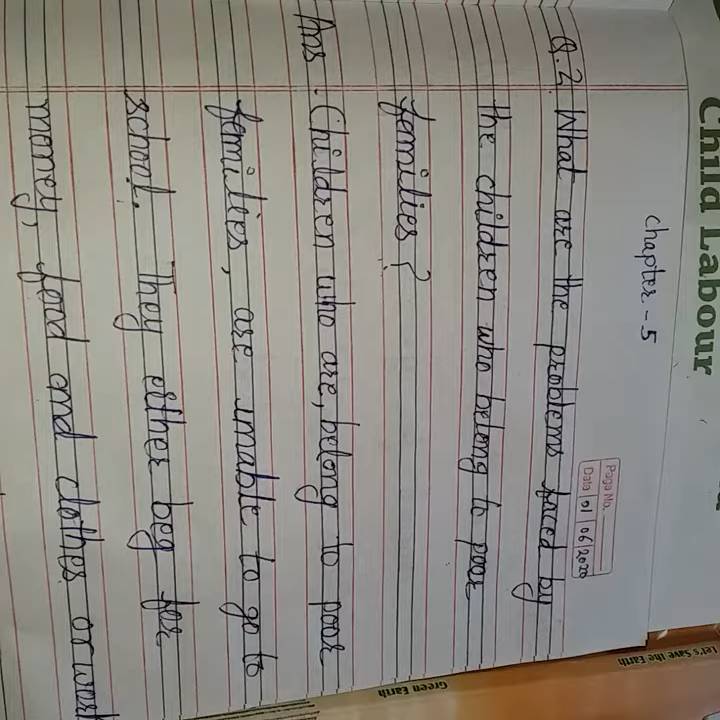 Child Labour
chapter - 5
Page No.
Date 01 06 2020
Q.2. What are the problems faced by
the children who belong to poor
families?
Ans. Children who are, belong to poor
families, are unable to go to
school. They either beg for
money, food and clothes or work
Let's Save the Earth
Green Earth